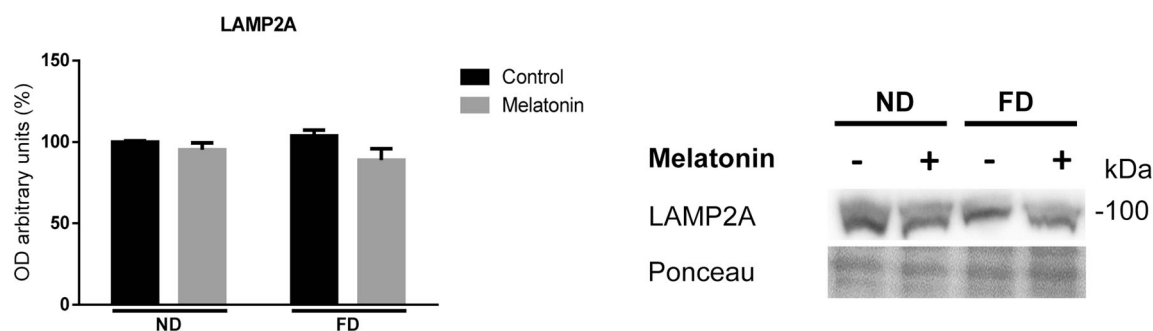 LAMP2A
OD arbitrary units (%)
150
100
50
0
ND
FD
Control
Melatonin
ND FD
Melatonin - + - + kDa
LAMP2A -100
Ponceau